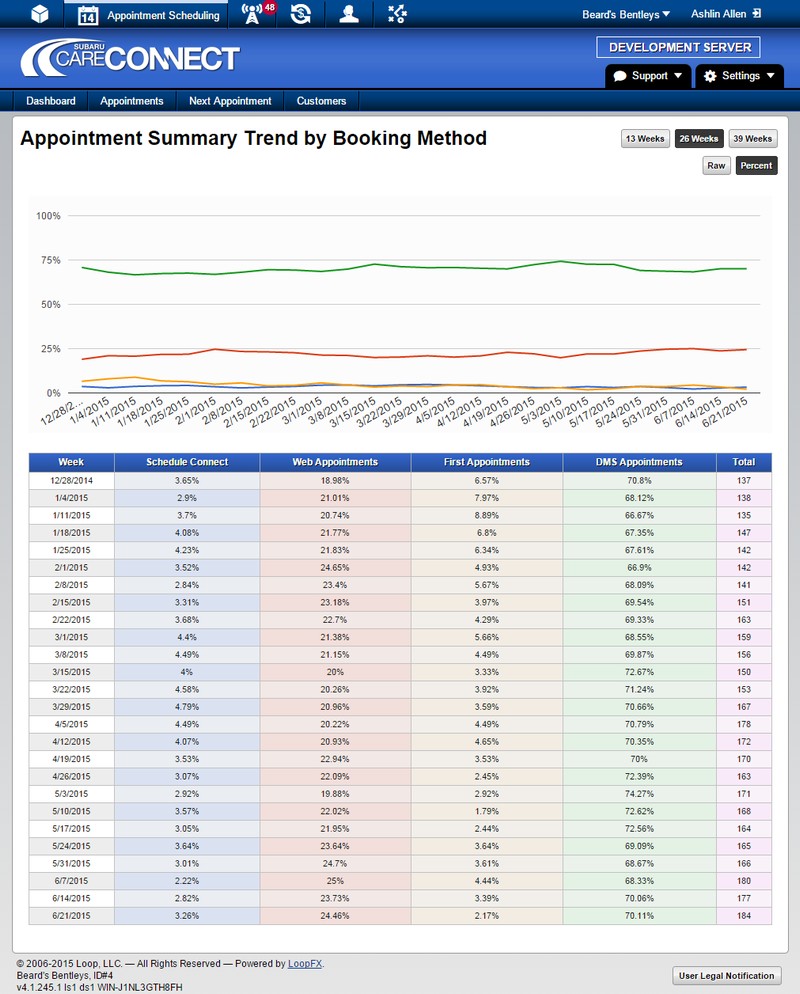 14 Appointment Scheduling 48 Beard's Bentleys Ashlin Allen
SUBARU
CARECONNECT
DEVELOPMENT SERVER
Support Settings
Dashboard Appointments Next Appointment Customers
Appointment Summary Trend by Booking Method
13 Weeks 26 Weeks 39 Weeks
Raw Percent
100%
75%
50%
25%
0%
12/28/2... 1/4/2015 1/11/2015 1/18/2015 1/25/2015 2/1/2015 2/8/2015 2/15/2015 2/22/2015 3/1/2015 3/8/2015 3/15/2015 3/22/2015 3/29/2015 4/5/2015 4/12/2015 4/19/2015 4/26/2015 5/3/2015 5/10/2015 5/17/2015 5/24/2015 5/31/2015 6/7/2015 6/14/2015 6/21/2015
Week Schedule Connect Web Appointments First Appointments DMS Appointments Total
12/28/2014 3.65% 18.98% 6.57% 70.8% 137
1/4/2015 2.9% 21.01% 7.97% 68.12% 138
1/11/2015 3.7% 20.74% 8.89% 66.67% 135
1/18/2015 4.08% 21.77% 6.8% 67.35% 147
1/25/2015 4.23% 21.83% 6.34% 67.61% 142
2/1/2015 3.52% 24.65% 4.93% 66.9% 142
2/8/2015 2.84% 23.4% 5.67% 68.09% 141
2/15/2015 3.31% 23.18% 3.97% 69.54% 151
2/22/2015 3.68% 22.7% 4.29% 69.33% 163
3/1/2015 4.4% 21.38% 5.66% 68.55% 159
3/8/2015 4.49% 21.15% 4.49% 69.87% 156
3/15/2015 4% 20% 3.33% 72.67% 150
3/22/2015 4.58% 20.26% 3.92% 71.24% 153
3/29/2015 4.79% 20.96% 3.59% 70.66% 167
4/5/2015 4.49% 20.22% 4.49% 70.79% 178
4/12/2015 4.07% 20.93% 4.65% 70.35% 172
4/19/2015 3.53% 22.94% 3.53% 70% 170
4/26/2015 3.07% 22.09% 2.45% 72.39% 163
5/3/2015 2.92% 19.88% 2.92% 74.27% 171
5/10/2015 3.57% 22.02% 1.79% 72.62% 168
5/17/2015 3.05% 21.95% 2.44% 72.56% 164
5/24/2015 3.64% 23.64% 3.64% 69.09% 165
5/31/2015 3.01% 24.7% 3.61% 68.67% 166
6/7/2015 2.22% 25% 4.44% 68.33% 180
6/14/2015 2.82% 23.73% 3.39% 70.06% 177
6/21/2015 3.26% 24.46% 2.17% 70.11% 184
© 2006-2015 Loop, LLC. — All Rights Reserved — Powered by LoopFX.
Beard's Bentleys, ID#4
v4.1.245.1 ls1 ds1 WIN-J1NL3GTH8FH
User Legal Notification